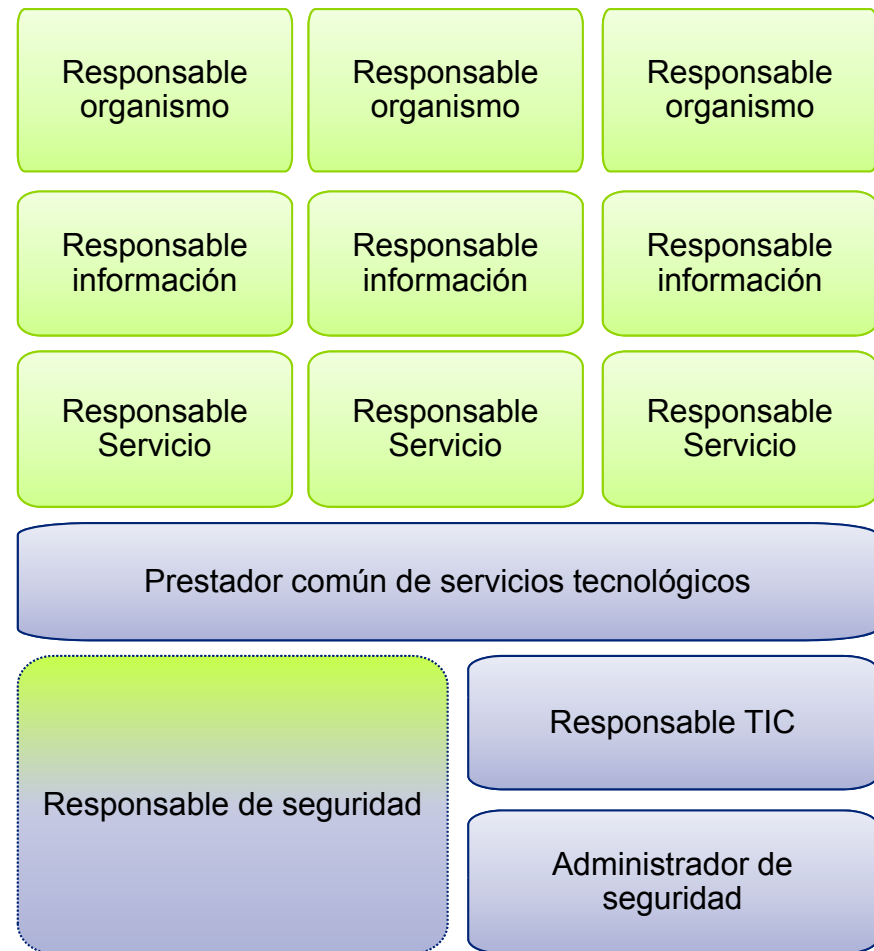 Responsable
organismo
Responsable
organismo
Responsable
organismo
Responsable
información
Responsable
información
Responsable
información
Responsable
Servicio
Responsable
Servicio
Responsable
Servicio
Prestador común de servicios tecnológicos
Responsable de seguridad
Responsable TIC
Administrador de
seguridad